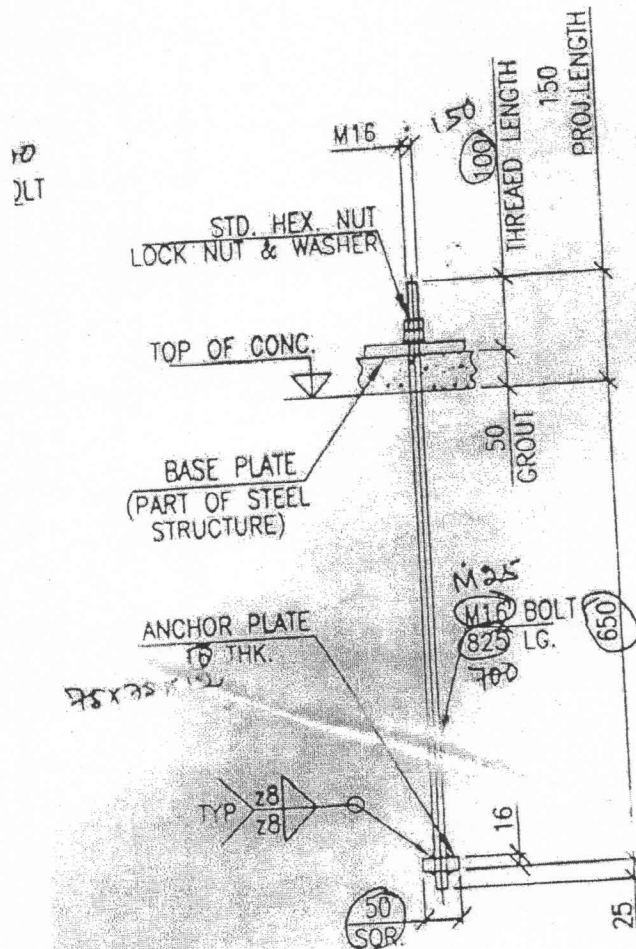 M16
150
100
THREAED LENGTH
150
PROJ.LENGTH
STD. HEX. NUT
LOCK NUT & WASHER
TOP OF CONC.
50
GROUT
BASE PLATE
(PART OF STEEL
STRUCTURE)
M25
M16 BOLT
825 LG.
700
650
ANCHOR PLATE
THK.
TYP
z8
z8
16
50
SQR.
25